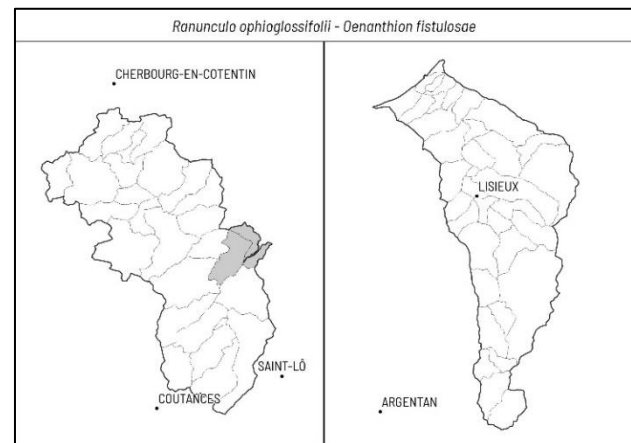 Ranunculo ophioglossifolii - Oenanthion fistulosae
CHERBOURG-EN-COTENTIN
SAINT-LÔ
COUTANCES
LISIEUX
ARGENTAN